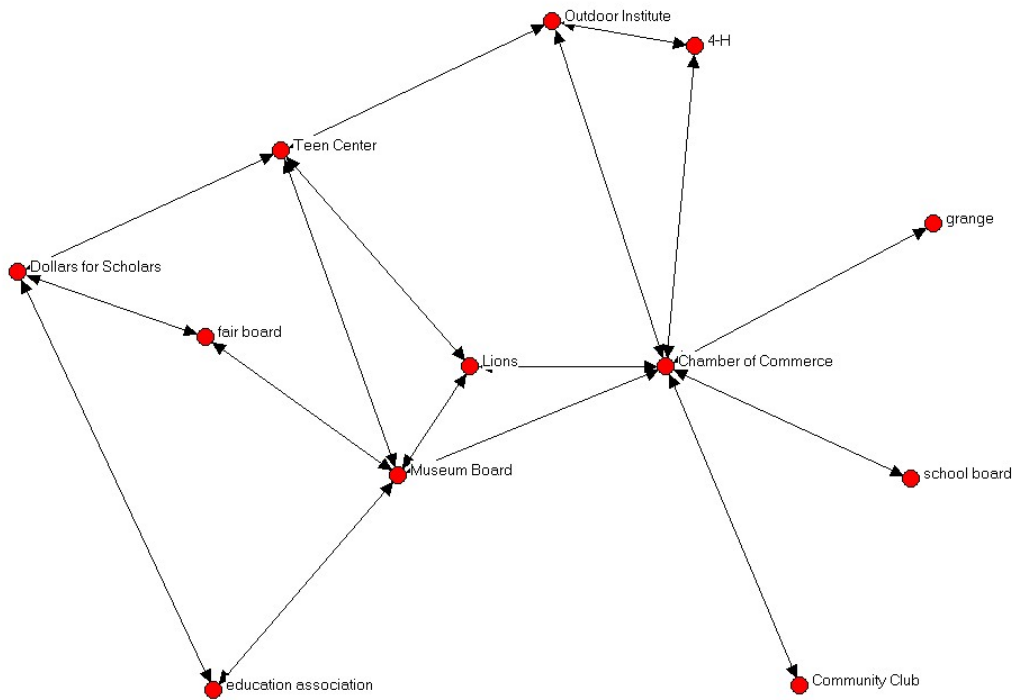 Outdoor Institute
4-H
Teen Center
grange
Dollars for Scholars
fair board
Lions
Chamber of Commerce
Museum Board
school board
Community Club
education association